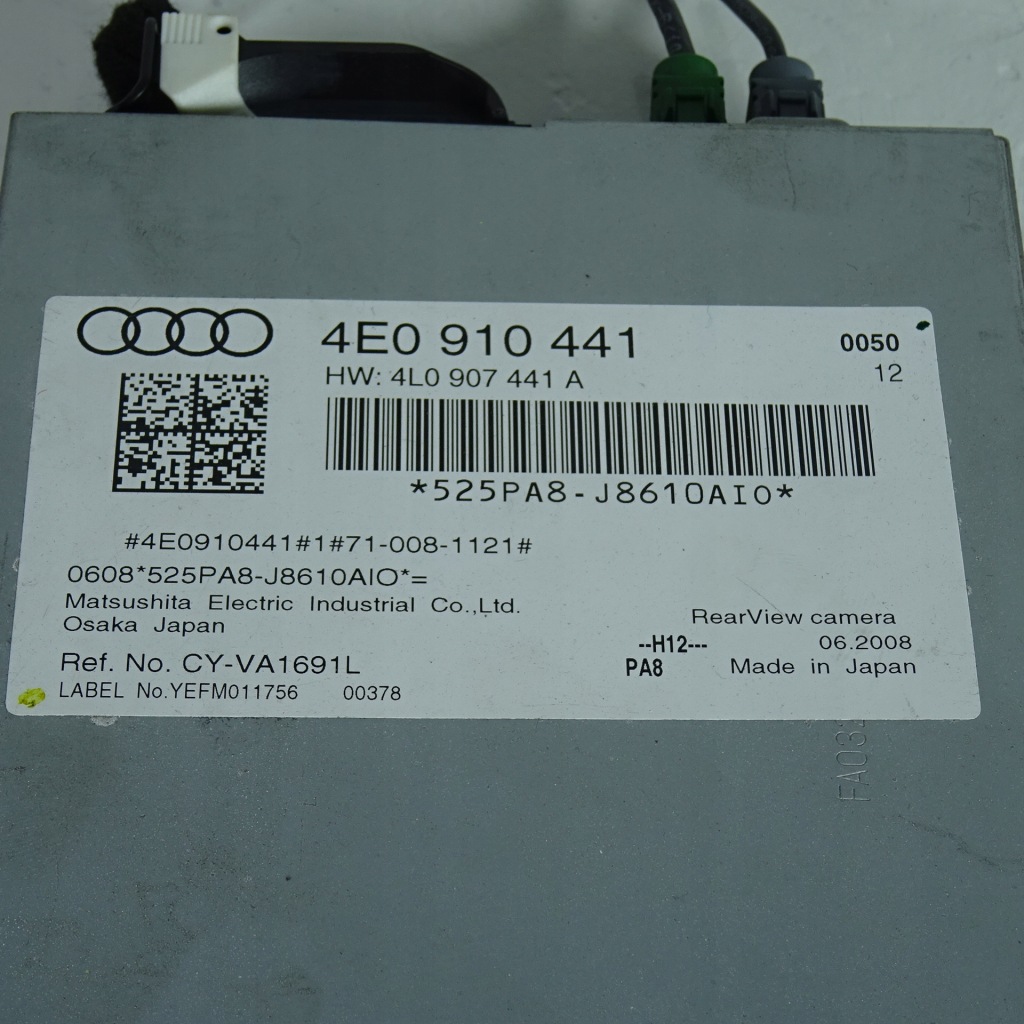 4E0 910 441
0050
HW: 4L0 907 441 A
12
*525PA8-J8610AIO*
#4E0910441#1#71-008-1121#
0608*525PA8-J8610AIO*=
Matsushita Electric Industrial Co.,Ltd.
Osaka Japan
RearView camera
--H12---
06.2008
Ref. No. CY-VA1691L
PA8
Made in Japan
LABEL No.YEFM011756 00378